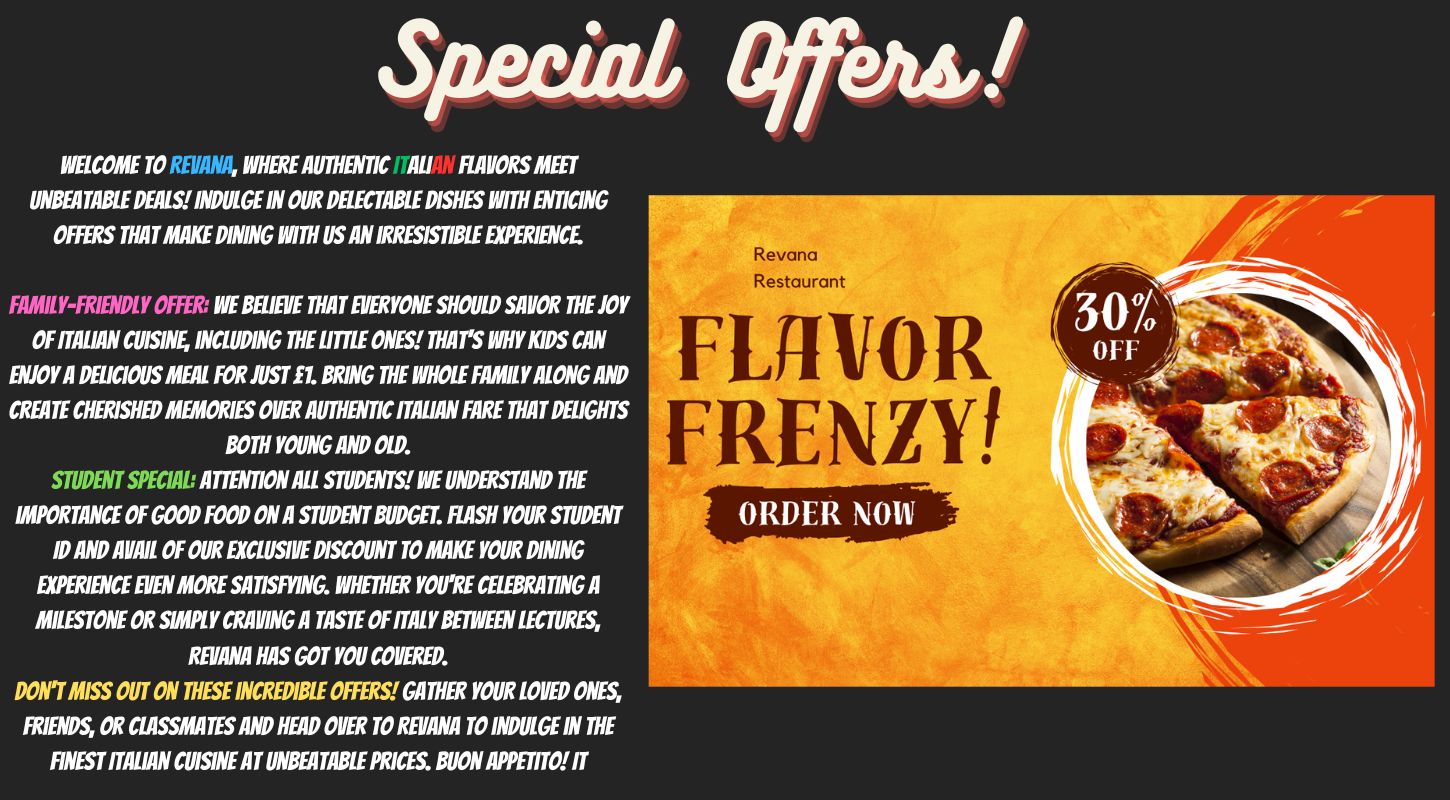 Special Offers!
WELCOME TO REVANA, WHERE AUTHENTIC ITALIAN FLAVORS MEET
UNBEATABLE DEALS! INDULGE IN OUR DELECTABLE DISHES WITH ENTICING
OFFERS THAT MAKE DINING WITH US AN IRRESISTIBLE EXPERIENCE.
FAMILY-FRIENDLY OFFER: WE BELIEVE THAT EVERYONE SHOULD SAVOR THE JOY
OF ITALIAN CUISINE, INCLUDING THE LITTLE ONES! THAT'S WHY KIDS CAN
ENJOY A DELICIOUS MEAL FOR JUST £1. BRING THE WHOLE FAMILY ALONG AND
CREATE CHERISHED MEMORIES OVER AUTHENTIC ITALIAN FARE THAT DELIGHTS
BOTH YOUNG AND OLD.
STUDENT SPECIAL: ATTENTION ALL STUDENTS! WE UNDERSTAND THE
IMPORTANCE OF GOOD FOOD ON A STUDENT BUDGET. FLASH YOUR STUDENT
ID AND AVAIL OF OUR EXCLUSIVE DISCOUNT TO MAKE YOUR DINING
EXPERIENCE EVEN MORE SATISFYING. WHETHER YOU'RE CELEBRATING A
MILESTONE OR SIMPLY CRAVING A TASTE OF ITALY BETWEEN LECTURES,
REVANA HAS GOT YOU COVERED.
DON'T MISS OUT ON THESE INCREDIBLE OFFERS! GATHER YOUR LOVED ONES,
FRIENDS, OR CLASSMATES AND HEAD OVER TO REVANA TO INDULGE IN THE
FINEST ITALIAN CUISINE AT UNBEATABLE PRICES. BUON APPETITO! IT
Revana
Restaurant
FLAVOR
FRENZY!
ORDER NOW
30%
OFF